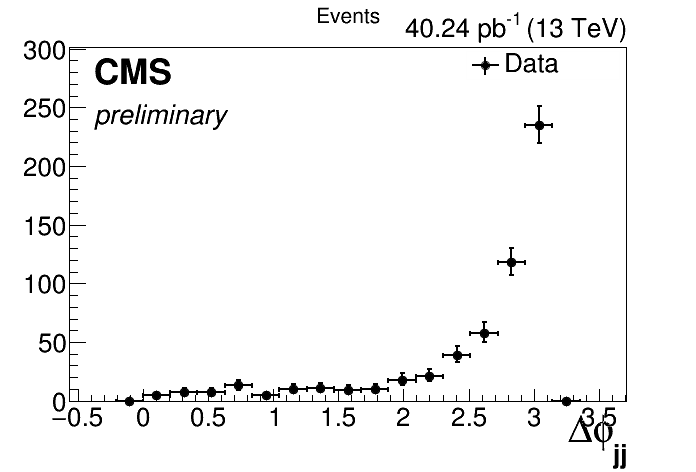 Events
40.24 pb-1 (13 TeV)
CMS
preliminary
Data
300
250
200
150
100
50
0
−0.5 0 0.5 1 1.5 2 2.5 3 3.5
Δφjj